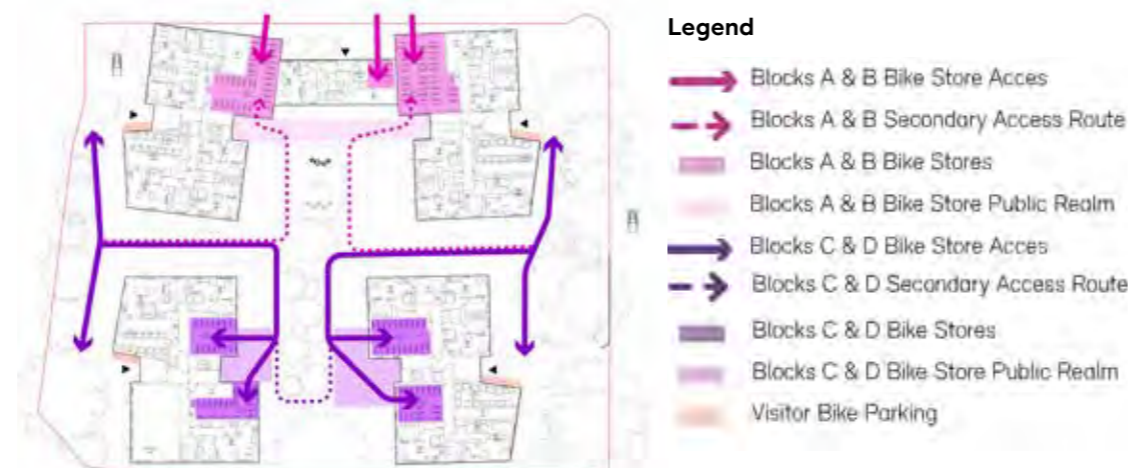 Legend
Blocks A & B Bike Store Acces
Blocks A & B Secondary Access Route
Blocks A & B Bike Stores
Blocks A & B Bike Store Public Realm
Blocks C & D Bike Store Acces
Blocks C & D Secondary Access Route
Blocks C & D Bike Stores
Blocks C & D Bike Store Public Realm
Visitor Bike Parking